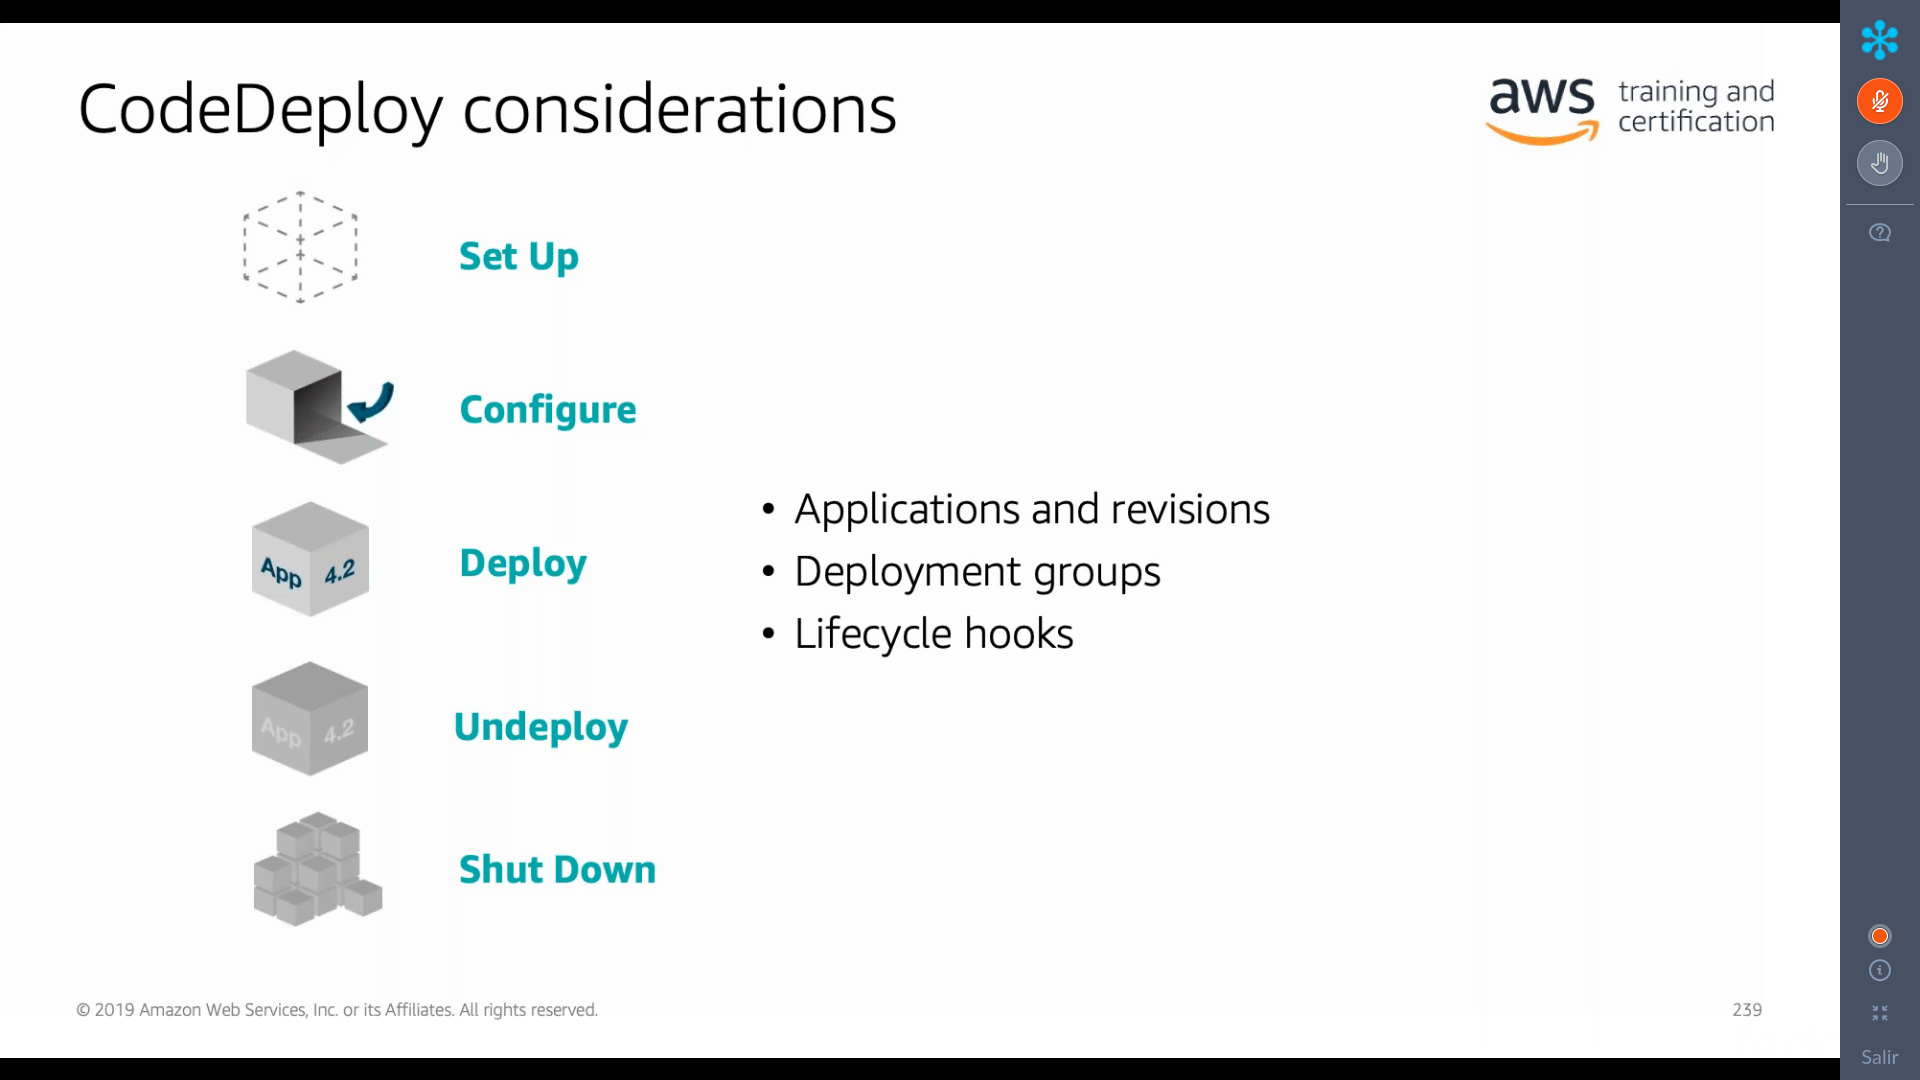 CodeDeploy considerations
aws training and
certification
Set Up
Configure
• Applications and revisions
App 4.2
Deploy
• Deployment groups
• Lifecycle hooks
App 4.2
Undeploy
Shut Down
© 2019 Amazon Web Services, Inc. or its Affiliates. All rights reserved.
239
Salir